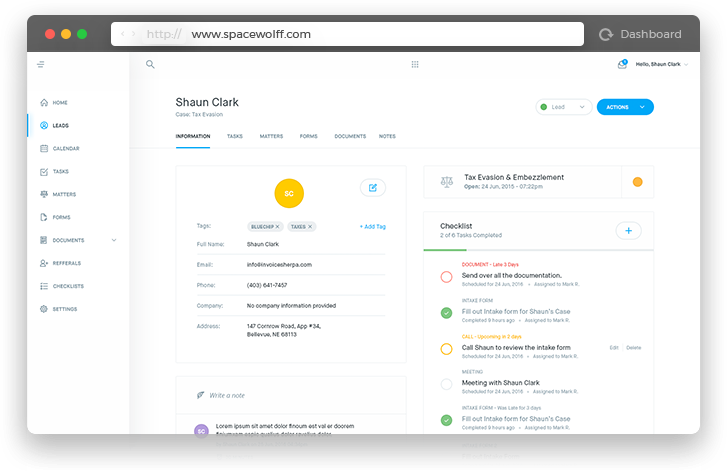 http:// www.spacewolff.com Dashboard
1 Hello, Shaun Clark
HOME
LEADS
CALENDAR
TASKS
MATTERS
FORMS
DOCUMENTS
REFFERALS
CHECKLISTS
SETTINGS
Shaun Clark
Case: Tax Evasion
Lead ACTIONS
INFORMATION TASKS MATTERS FORMS DOCUMENTS NOTES
SC
Tags: BLUECHIP × TAXES × + Add Tag
Full Name: Shaun Clark
Email: info@invoicesherpa.com
Phone: (403) 641-7457
Company: No company information provided
Address: 147 Cornrow Road, App #34,
Bellevue, NE 68113
Write a note
SC Lorem ipsum sit amet dolor finoum est val er doresm
Tax Evasion & Embezzlement
Open: 24 Jun, 2015 - 07:22pm
Checklist
2 of 6 Tasks Completed
DOCUMENT - Late 3 Days
Send over all the documentation.
Scheduled for 24 Jun, 2016 • Assigned to Mark R.
INTAKE FORM
Fill out Intake form for Shaun's Case
Completed 9 hours ago • Assigned to Mark R.
CALL - Upcoming in 2 days
Call Shaun to review the intake form Edit Delete
Scheduled for 24 Jun, 2016 • Assigned to Mark R.
MEETING
Meeting with Shaun Clark
Scheduled for 24 Jun, 2016 • Assigned to Mark R.
INTAKE FORM - Was Late for 3 days
Fill out Intake form for Shaun's Case
Completed 9 hours ago • Assigned to Mark R.